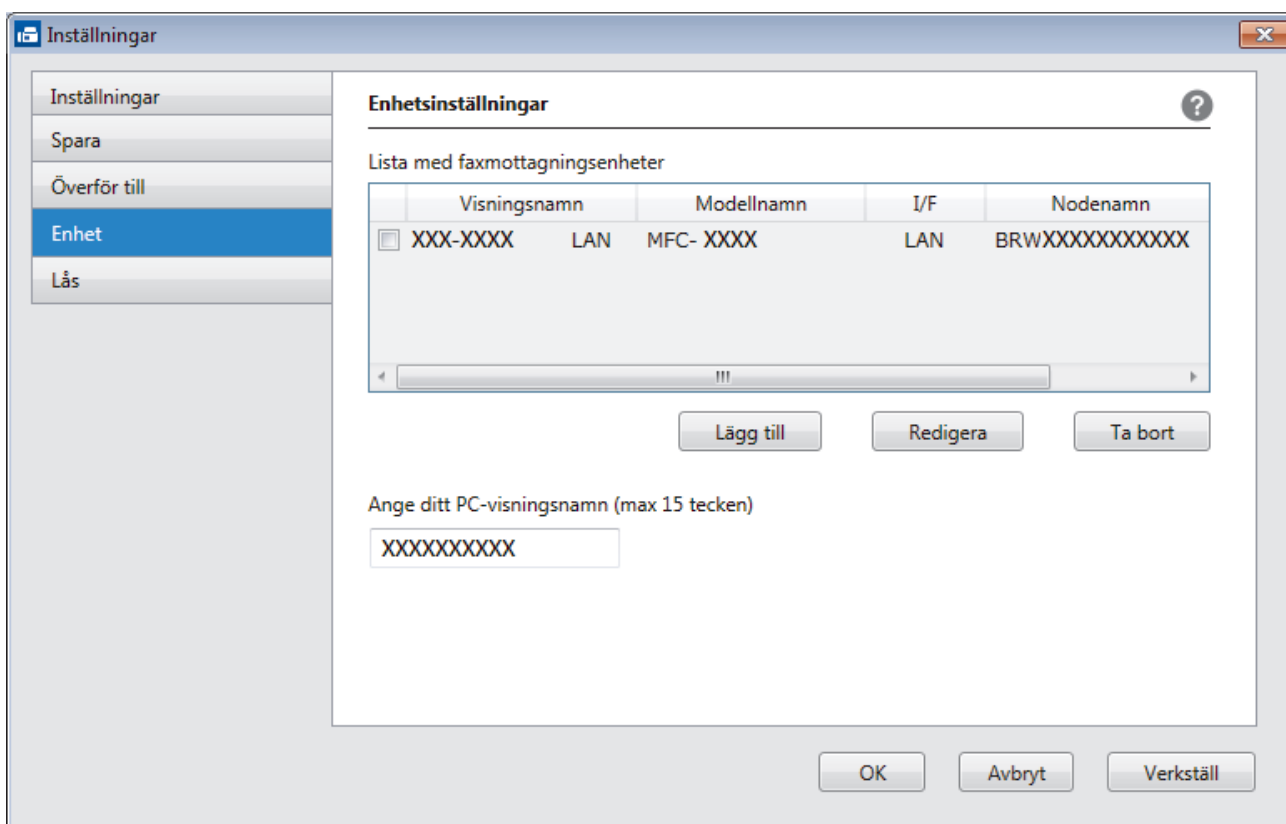 Inställningar
Inställningar
Spara
Överför till
Enhet
Lås
Enhetsinställningar
?
Lista med faxmottagningsenheter
Visningsnamn Modellnamn I/F Nodenamn
XXX-XXXX LAN MFC- XXXX LAN BRWXXXXXXXXXXX
Lägg till Redigera Ta bort
Ange ditt PC-visningsnamn (max 15 tecken)
XXXXXXXXXX
OK Avbryt Verkställ